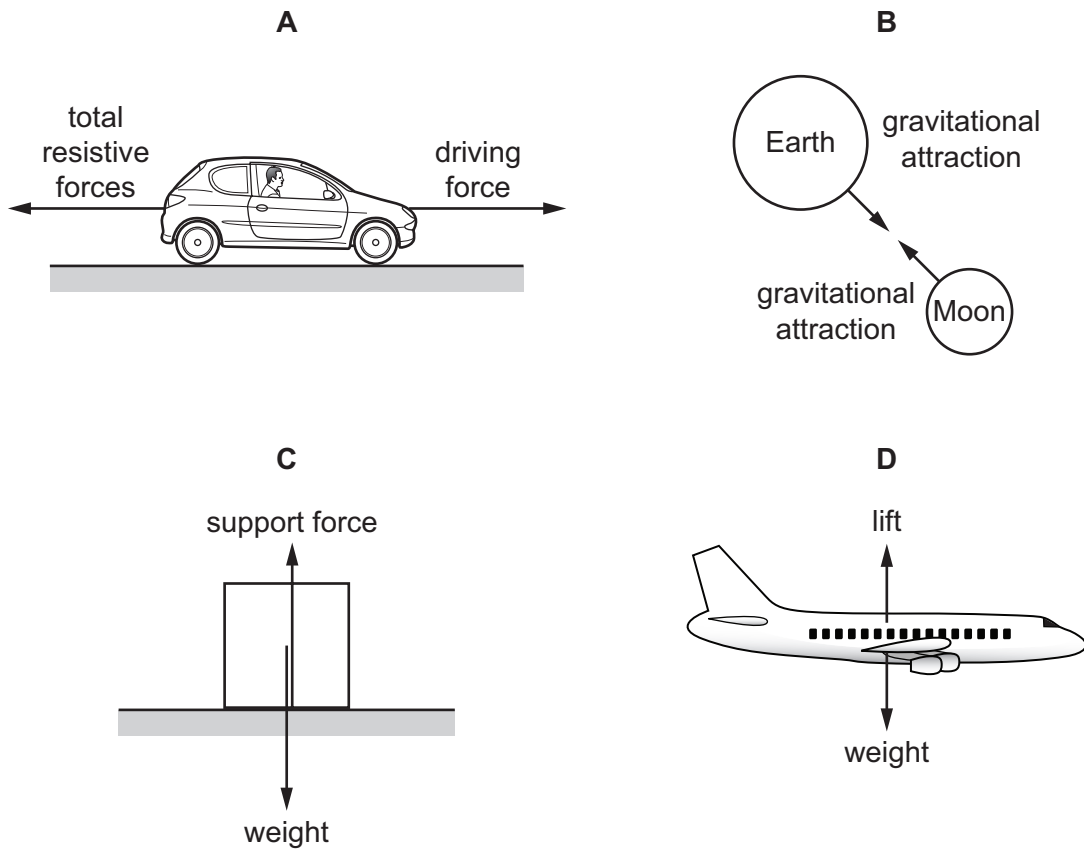 A
total
resistive
forces
driving
force
B
Earth
gravitational
attraction
gravitational
attraction
Moon
C
support force
weight
D
lift
weight